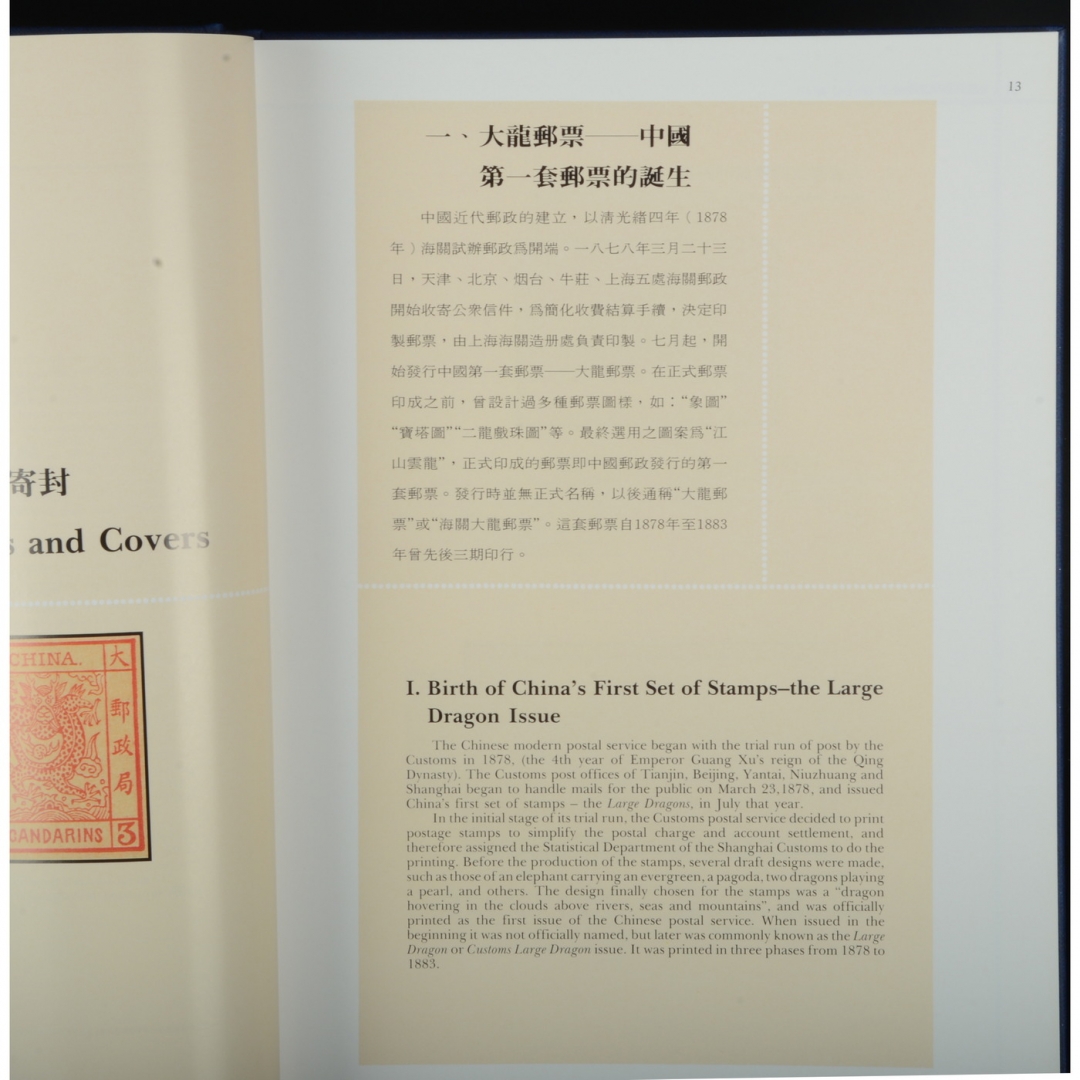 寄封
and Covers
CHINA.
大
郵
政
局
CANDARINS
3
13
一、大龍郵票——中國
第一套郵票的誕生
中國近代郵政的建立，以清光緒四年（1878
年）海關試辦郵政爲開端。一八七八年三月二十三
日，天津、北京、烟台、牛莊、上海五處海關郵政
開始收寄公衆信件，爲簡化收費結算手續，決定印
製郵票，由上海海關造册處負責印製。七月起，開
始發行中國第一套郵票——大龍郵票。在正式郵票
印成之前，曾設計過多種郵票圖樣，如：“象圖”
“寶塔圖”“二龍戲珠圖”等。最終選用之圖案爲“江
山雲龍”，正式印成的郵票即中國郵政發行的第一
套郵票。發行時並無正式名稱，以後通稱“大龍郵
票”或“海關大龍郵票”。這套郵票自1878年至1883
年曾先後三期印行。
I. Birth of China’s First Set of Stamps–the Large
Dragon Issue
The Chinese modern postal service began with the trial run of post by the
Customs in 1878, (the 4th year of Emperor Guang Xu’s reign of the Qing
Dynasty). The Customs post offices of Tianjin, Beijing, Yantai, Niuzhuang and
Shanghai began to handle mails for the public on March 23,1878, and issued
China’s first set of stamps – the Large Dragons, in July that year.
In the initial stage of its trial run, the Customs postal service decided to print
postage stamps to simplify the postal charge and account settlement, and
therefore assigned the Statistical Department of the Shanghai Customs to do the
printing. Before the production of the stamps, several draft designs were made,
such as those of an elephant carrying an evergreen, a pagoda, two dragons playing
a pearl, and others. The design finally chosen for the stamps was a “dragon
hovering in the clouds above rivers, seas and mountains”, and was officially
printed as the first issue of the Chinese postal service. When issued in the
beginning it was not officially named, but later was commonly known as the Large
Dragon or Customs Large Dragon issue. It was printed in three phases from 1878 to
1883.